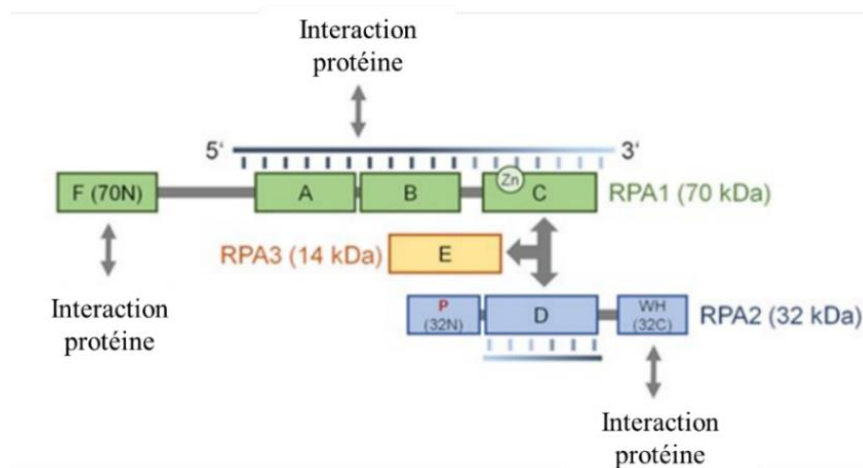 Interaction
protéine
5' 3'
Zn
F (70N) A B C RPA1 (70 kDa)
RPA3 (14 kDa) E
Interaction
protéine
P
(32N)
D
WH
(32C)
RPA2 (32 kDa)
Interaction
protéine